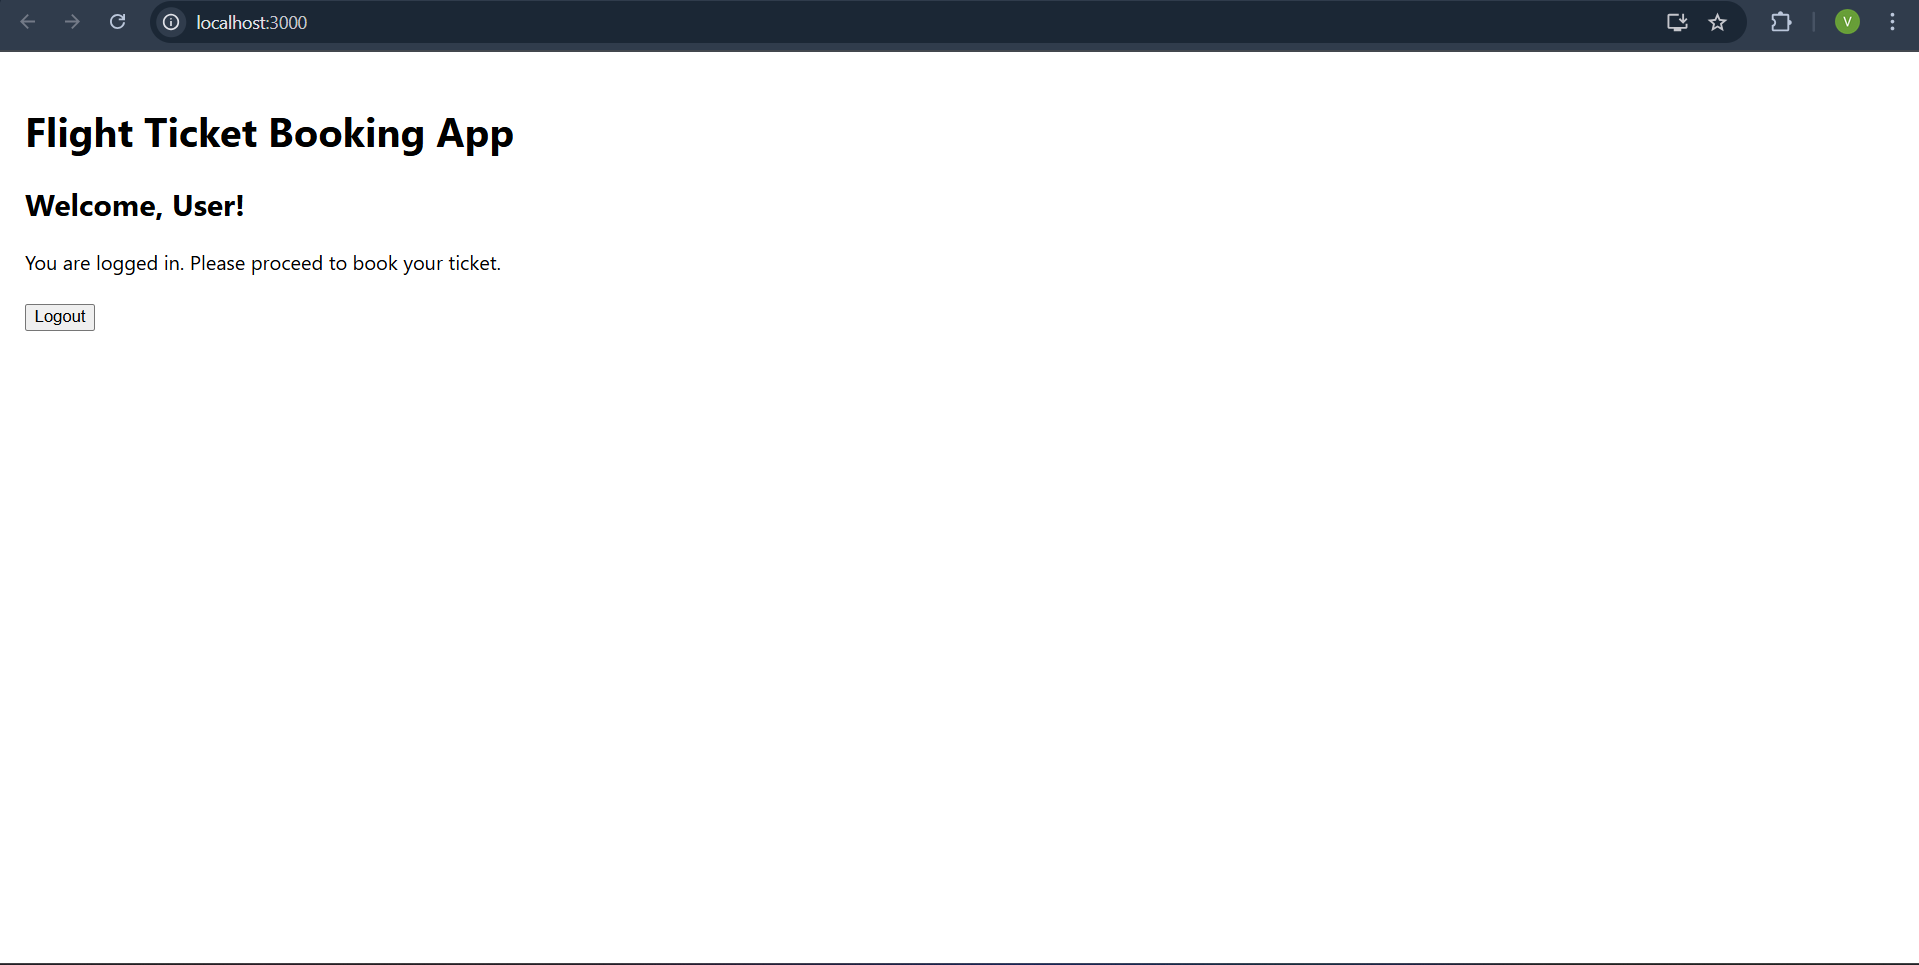 localhost:3000
V
Flight Ticket Booking App
Welcome, User!
You are logged in. Please proceed to book your ticket.
Logout